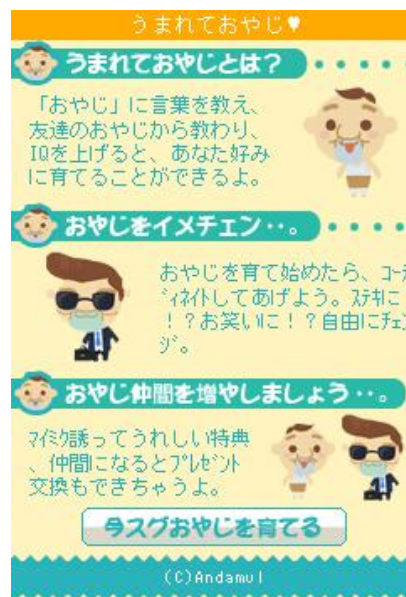 うまれておやじ♥
うまれておやじとは？
「おやじ」に言葉を教え、
友達のおやじから教わり、
IQを上げると、あなた好み
に育てることができるよ。
おやじをイメチェン･･。
おやじを育て始めたら、ｺｰﾃ
ﾞｨﾈｲﾄしてあげよう。ｽﾃｷに
！？お笑いに！？自由にﾁｪﾝ
ｼﾞ。
おやじ仲間を増やしましょう･･。
ﾏｲﾐｸ誘ってうれしい特典
、仲間になるとﾌﾟﾚｾﾞﾝﾄ
交換もできちゃうよ。
今スグおやじを育てる
(C)Andamul